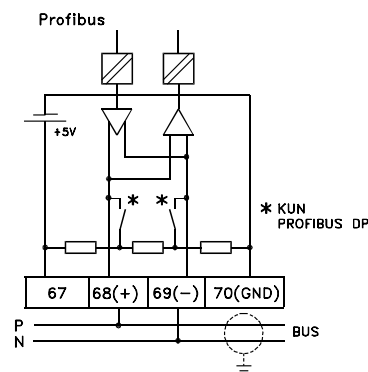 Profibus
+5V
* *
* KUN
PROFIBUS DP
67 68(+) 69(-) 70(GND)
P
BUS
N